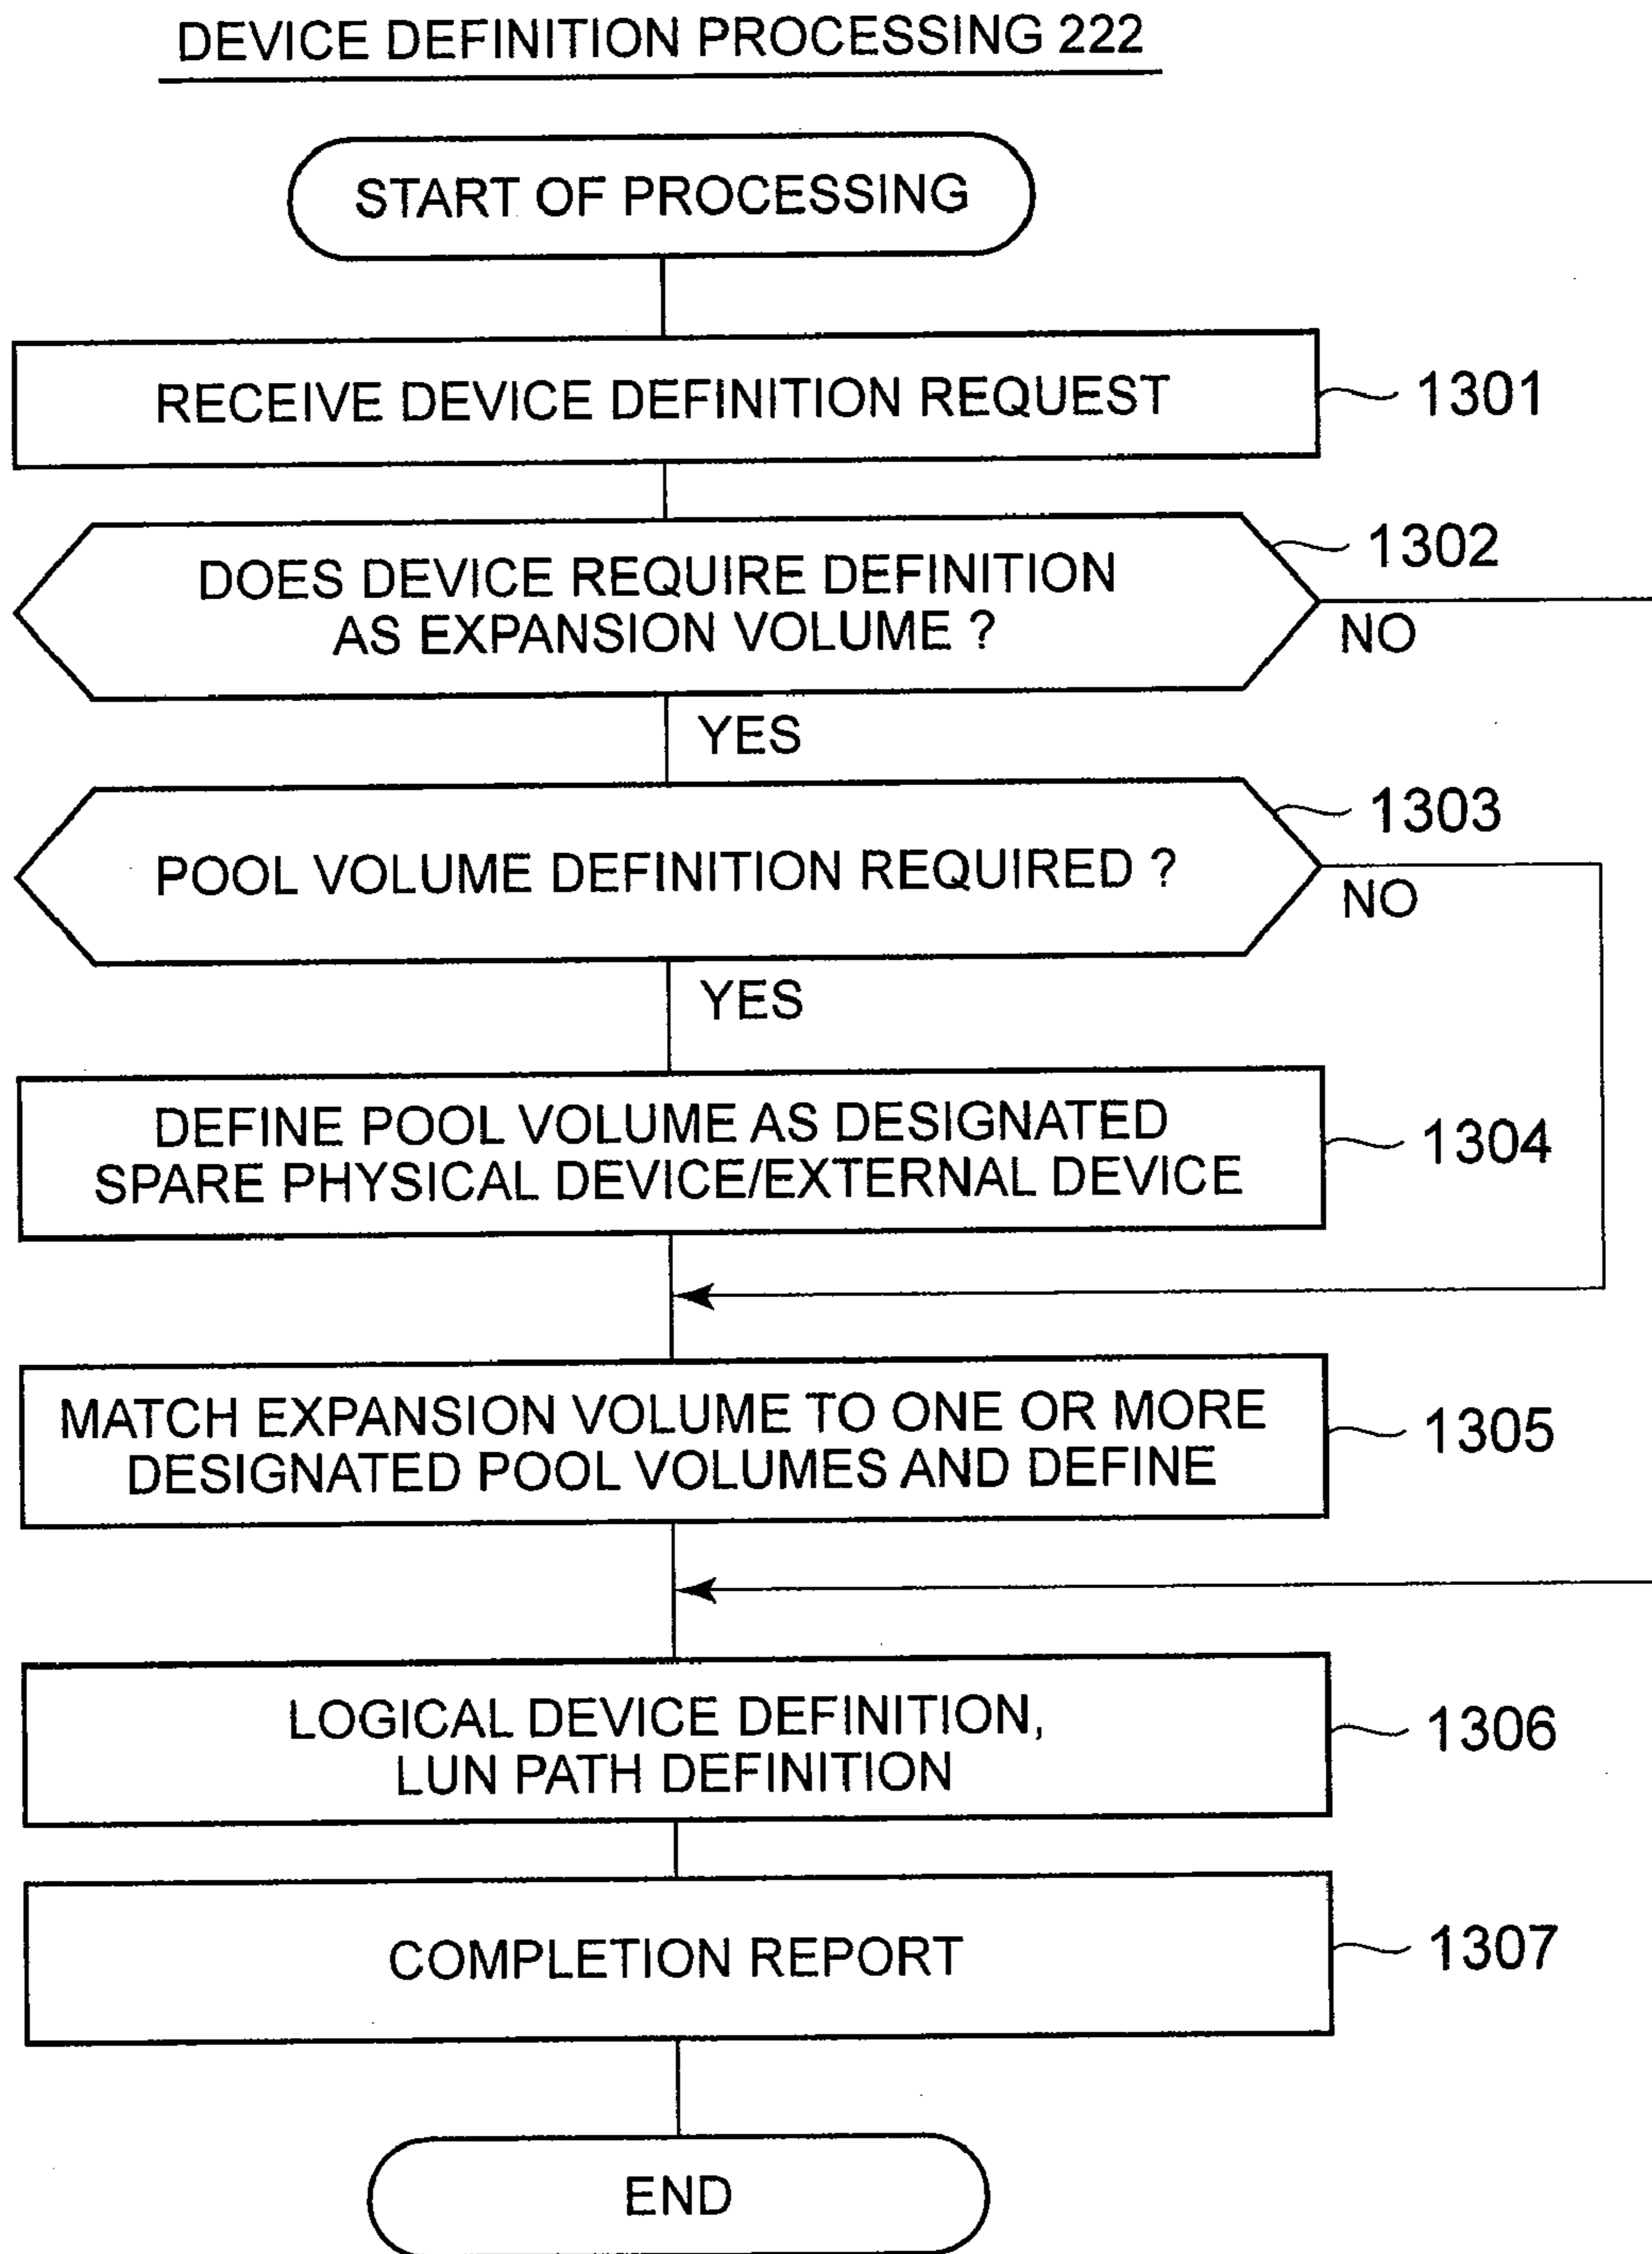 DEVICE DEFINITION PROCESSING 222
START OF PROCESSING
RECEIVE DEVICE DEFINITION REQUEST
1301
DOES DEVICE REQUIRE DEFINITION
AS EXPANSION VOLUME ?
1302
NO
YES
POOL VOLUME DEFINITION REQUIRED ?
1303
NO
YES
DEFINE POOL VOLUME AS DESIGNATED
SPARE PHYSICAL DEVICE/EXTERNAL DEVICE
1304
MATCH EXPANSION VOLUME TO ONE OR MORE
DESIGNATED POOL VOLUMES AND DEFINE
1305
LOGICAL DEVICE DEFINITION,
LUN PATH DEFINITION
1306
COMPLETION REPORT
1307
END